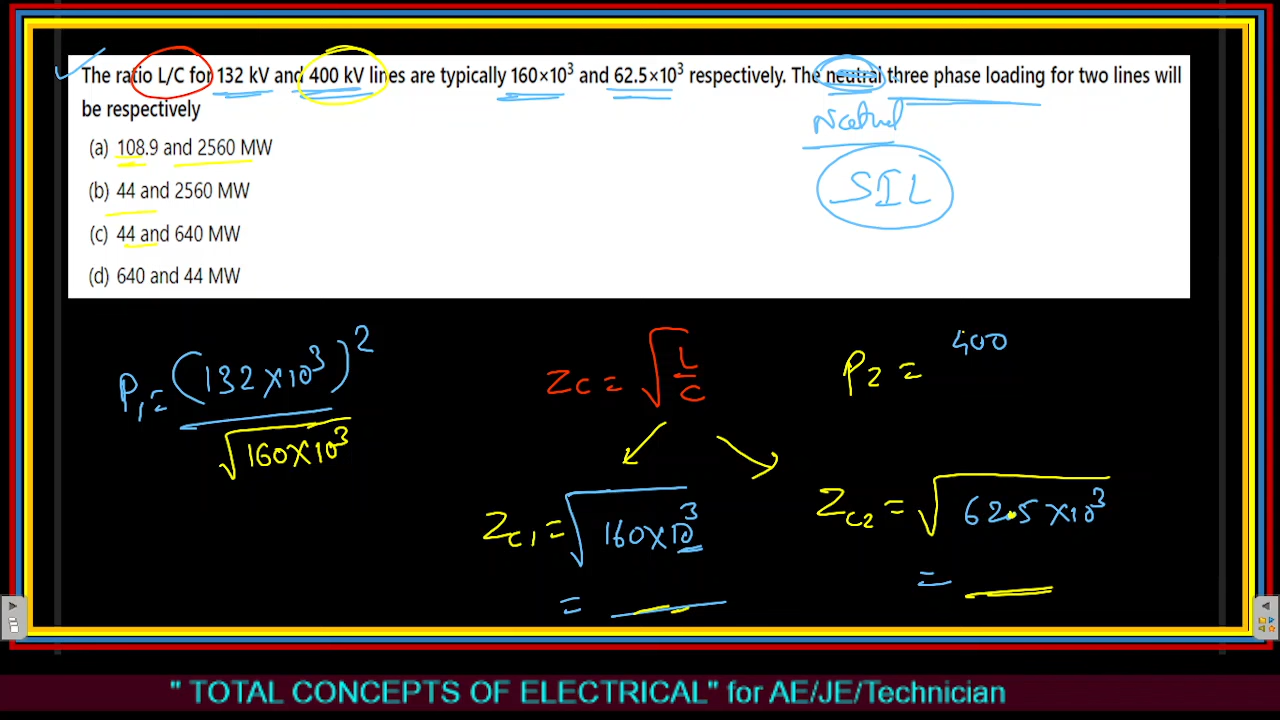 The ratio L/C for 132 kV and 400 kV lines are typically 160×10³ and 62.5×10³ respectively. The neutral three phase loading for two lines will
be respectively
Natural
(a) 108.9 and 2560 MW
SIL
(b) 44 and 2560 MW
(c) 44 and 640 MW
(d) 640 and 44 MW
P₁ = (132×10³)² / √160×10³
Zc = √L/C
P2 = 400
Zc1 = √160×10³
=
Zc2 = √62.5×10³
=
" TOTAL CONCEPTS OF ELECTRICAL" for AE/JE/Technician